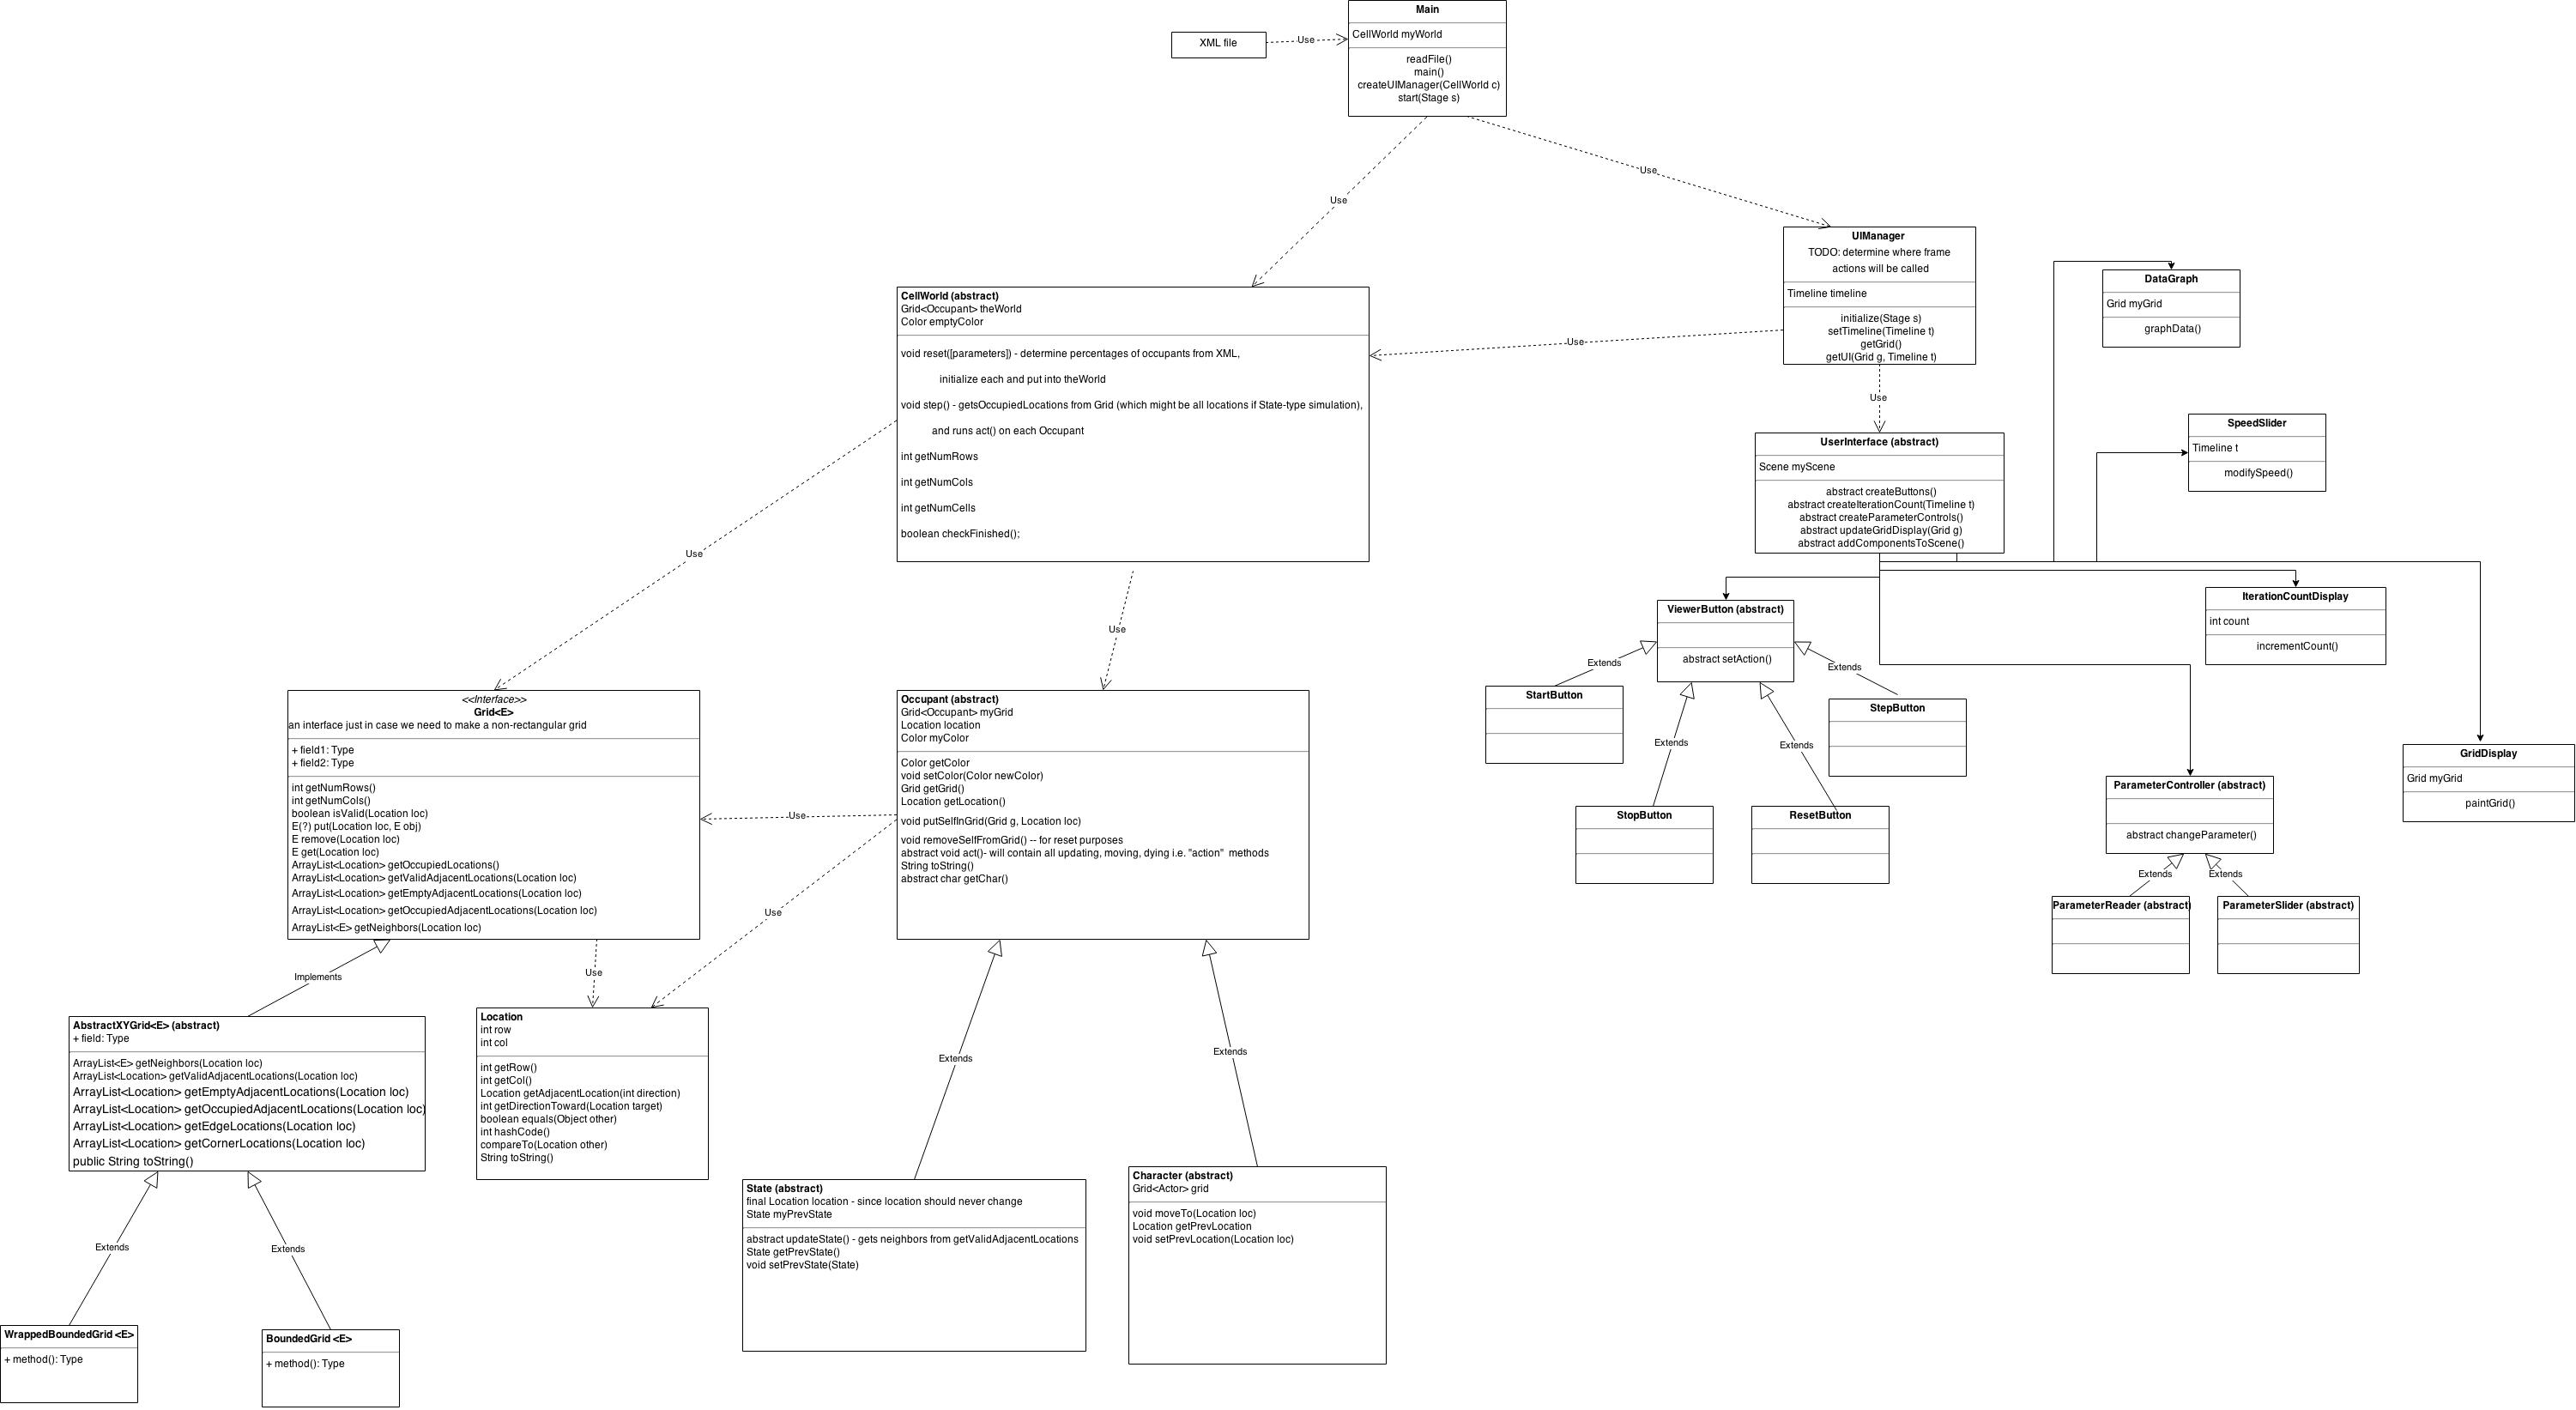 Main
CellWorld myWorld
readFile()
main()
createUIManager(CellWorld c)
start(Stage s)
XML file
Use
Use
Use
UIManager
TODO: determine where frame
actions will be called
Timeline timeline
initialize(Stage s)
setTimeline(Timeline t)
getGrid()
getUI(Grid g, Timeline t)
Use
Use
DataGraph
Grid myGrid
graphData()
SpeedSlider
Timeline t
modifySpeed()
CellWorld (abstract)
Grid<Occupant> theWorld
Color emptyColor
void reset([parameters]) - determine percentages of occupants from XML,
initialize each and put into theWorld
void step() - getsOccupiedLocations from Grid (which might be all locations if State-type simulation),
and runs act() on each Occupant
int getNumRows
int getNumCols
int getNumCells
boolean checkFinished();
Use
Use
UserInterface (abstract)
Scene myScene
abstract createButtons()
abstract createIterationCount(Timeline t)
abstract createParameterControls()
abstract updateGridDisplay(Grid g)
abstract addComponentsToScene()
ViewerButton (abstract)
abstract setAction()
Extends
Extends
Extends
Extends
StartButton
StepButton
StopButton
ResetButton
IterationCountDisplay
int count
incrementCount()
GridDisplay
Grid myGrid
paintGrid()
ParameterController (abstract)
abstract changeParameter()
Extends
Extends
ParameterReader (abstract)
ParameterSlider (abstract)
<<Interface>>
Grid<E>
an interface just in case we need to make a non-rectangular grid
+ field1: Type
+ field2: Type
int getNumRows()
int getNumCols()
boolean isValid(Location loc)
E(?) put(Location loc, E obj)
E remove(Location loc)
E get(Location loc)
ArrayList<Location> getOccupiedLocations()
ArrayList<Location> getValidAdjacentLocations(Location loc)
ArrayList<Location> getEmptyAdjacentLocations(Location loc)
ArrayList<Location> getOccupiedAdjacentLocations(Location loc)
ArrayList<E> getNeighbors(Location loc)
Use
Use
Use
Implements
Occupant (abstract)
Grid<Occupant> myGrid
Location location
Color myColor
Color getColor
void setColor(Color newColor)
Grid getGrid()
Location getLocation()
void putSelfInGrid(Grid g, Location loc)
void removeSelfFromGrid() -- for reset purposes
abstract void act()- will contain all updating, moving, dying i.e. "action"  methods
String toString()
abstract char getChar()
AbstractXYGrid<E> (abstract)
+ field: Type
ArrayList<E> getNeighbors(Location loc)
ArrayList<Location> getValidAdjacentLocations(Location loc)
ArrayList<Location> getEmptyAdjacentLocations(Location loc)
ArrayList<Location> getOccupiedAdjacentLocations(Location loc)
ArrayList<Location> getEdgeLocations(Location loc)
ArrayList<Location> getCornerLocations(Location loc)
public String toString()
Location
int row
int col
int getRow()
int getCol()
Location getAdjacentLocation(int direction)
int getDirectionToward(Location target)
boolean equals(Object other)
int hashCode()
compareTo(Location other)
String toString()
Extends
Extends
State (abstract)
final Location location - since location should never change
State myPrevState
abstract updateState() - gets neighbors from getValidAdjacentLocations
State getPrevState()
void setPrevState(State)
Character (abstract)
Grid<Actor> grid
void moveTo(Location loc)
Location getPrevLocation
void setPrevLocation(Location loc)
Extends
Extends
WrappedBoundedGrid <E>
+ method(): Type
BoundedGrid <E>
+ method(): Type